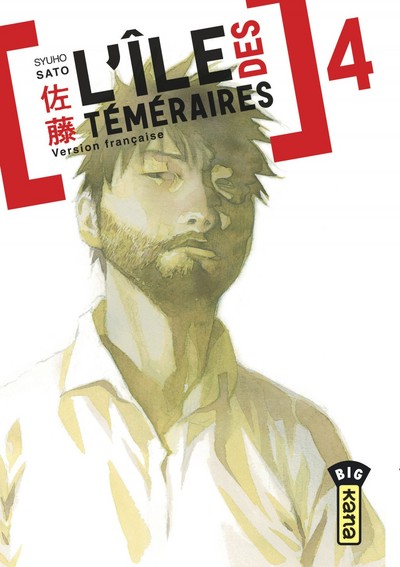 SYUHO
SATO
佐藤
L'ÎLE
DES
TÉMÉRAIRES
4
Version française
BIG
kana